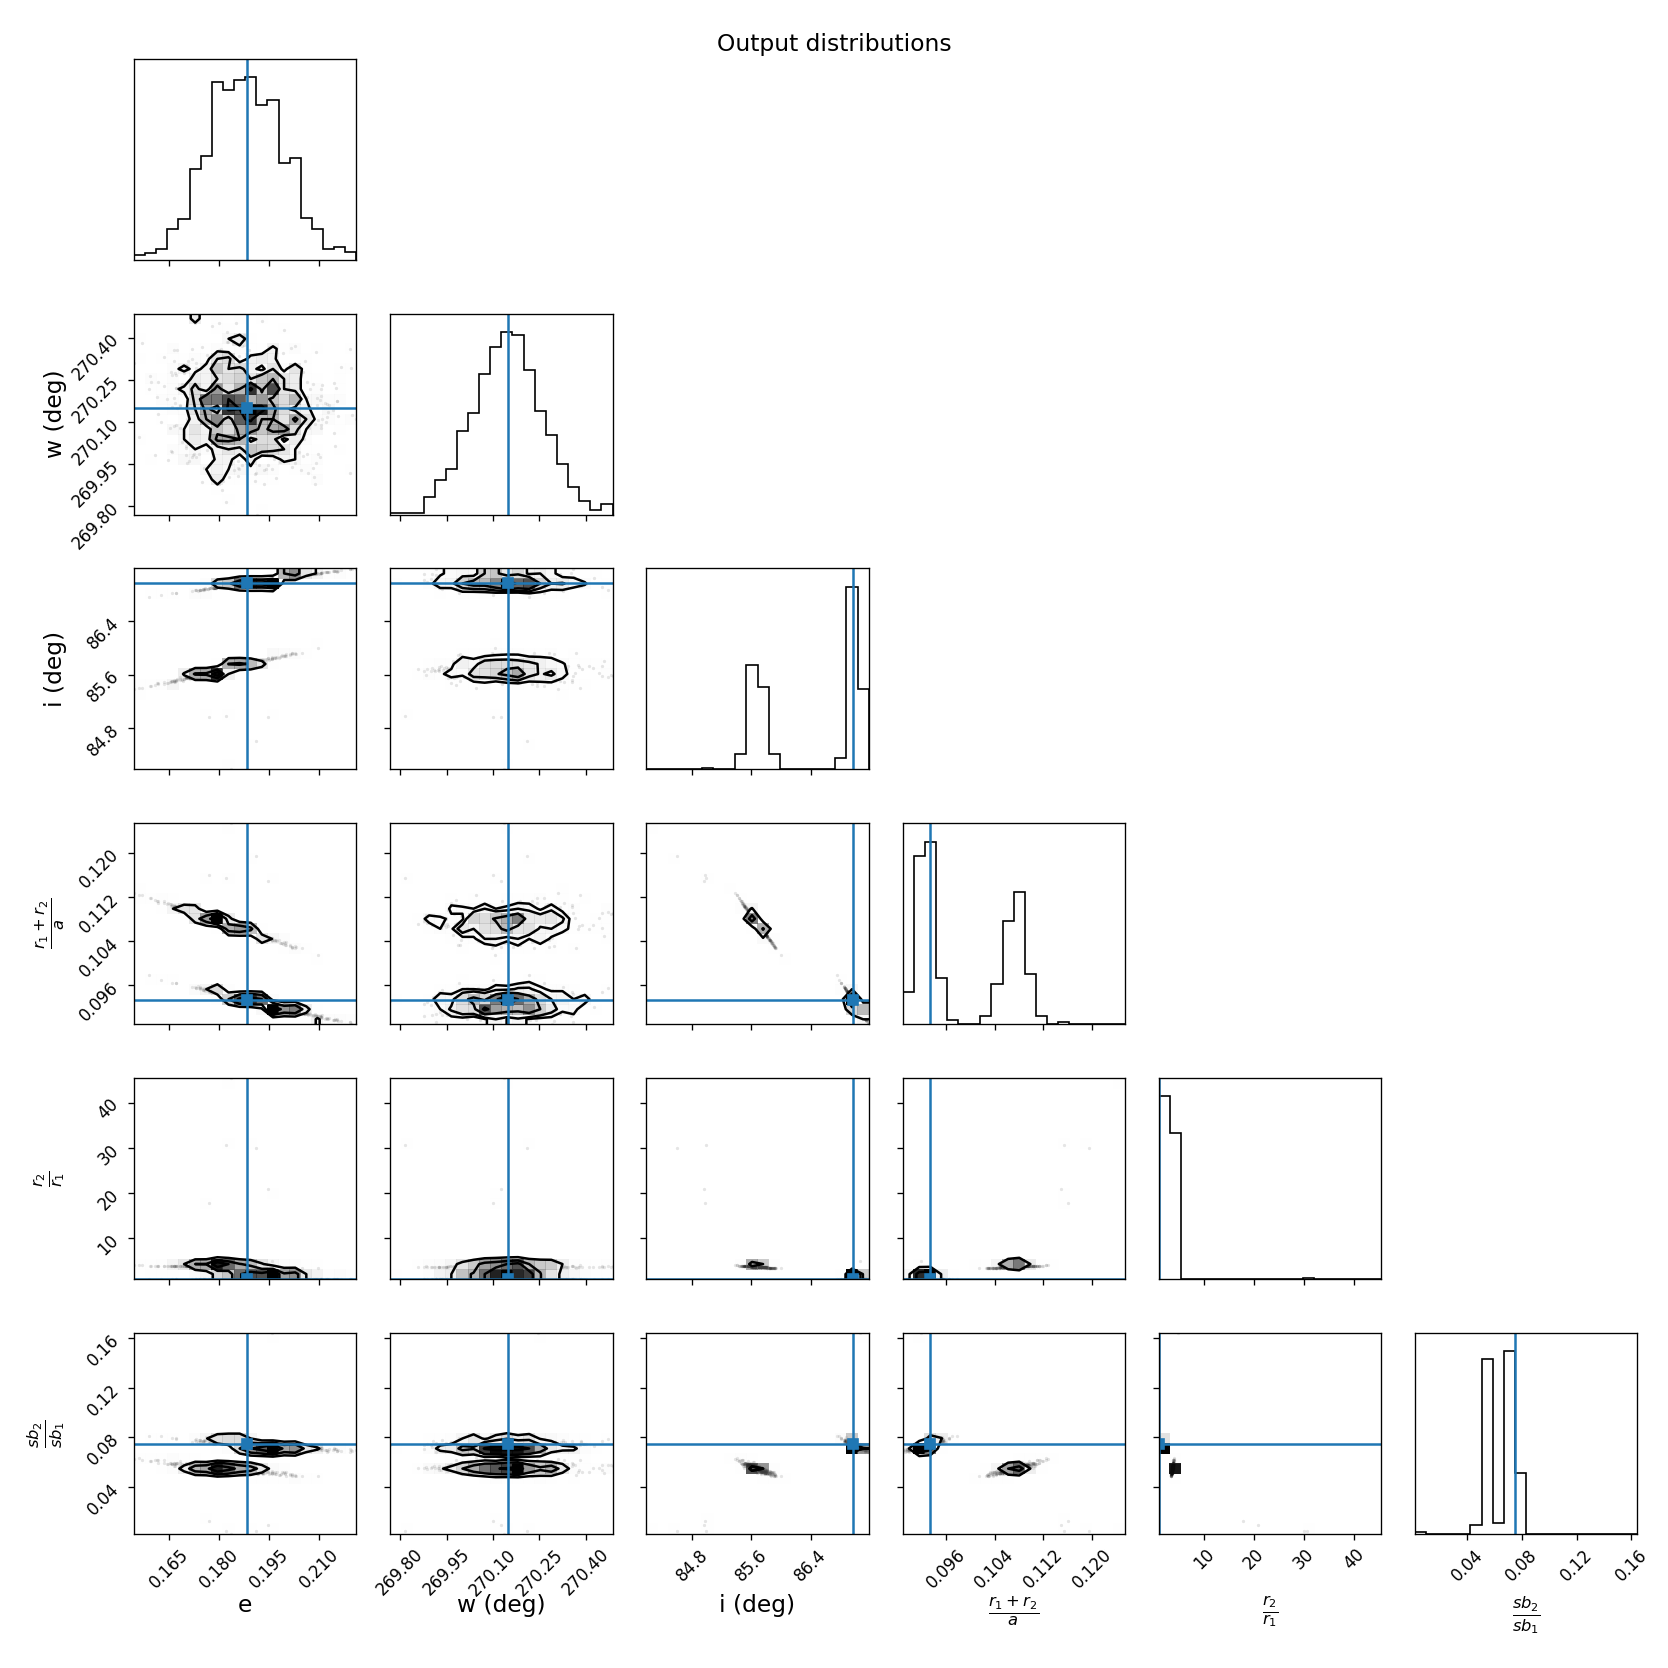 Output distributions
w (deg)
270.40
270.25
270.10
269.95
269.80
i (deg)
86.4
85.6
84.8
r₁ + r₂
a
0.120
0.112
0.104
0.096
r₂
r₁
40
30
20
10
sb₂
sb₁
0.16
0.12
0.08
0.04
0.165 0.180 0.195 0.210
269.80 269.95 270.10 270.25 270.40
84.8 85.6 86.4
0.096 0.104 0.112 0.120
10 20 30 40
0.04 0.08 0.12 0.16
e
w (deg)
i (deg)
r₁ + r₂
a
r₂
r₁
sb₂
sb₁